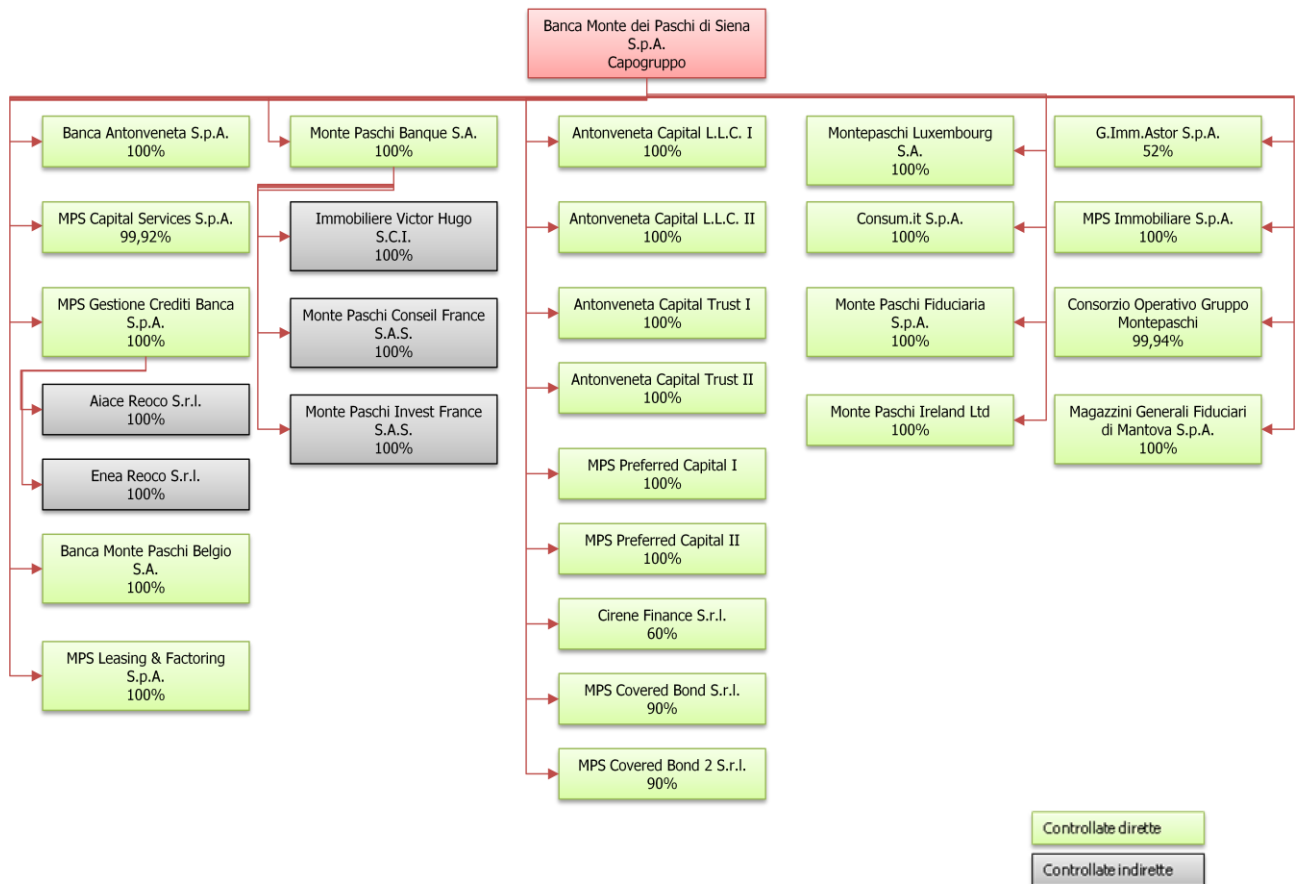 Banca Monte dei Paschi di Siena
S.p.A.
Capogruppo
Banca Antonveneta S.p.A.
100%
MPS Capital Services S.p.A.
99,92%
MPS Gestione Crediti Banca
S.p.A.
100%
Aiace Reoco S.r.l.
100%
Enea Reoco S.r.l.
100%
Banca Monte Paschi Belgio
S.A.
100%
MPS Leasing & Factoring
S.p.A.
100%
Monte Paschi Banque S.A.
100%
Immobiliere Victor Hugo
S.C.I.
100%
Monte Paschi Conseil France
S.A.S.
100%
Monte Paschi Invest France
S.A.S.
100%
Antonveneta Capital L.L.C. I
100%
Antonveneta Capital L.L.C. II
100%
Antonveneta Capital Trust I
100%
Antonveneta Capital Trust II
100%
MPS Preferred Capital I
100%
MPS Preferred Capital II
100%
Cirene Finance S.r.l.
60%
MPS Covered Bond S.r.l.
90%
MPS Covered Bond 2 S.r.l.
90%
Montepaschi Luxembourg
S.A.
100%
Consum.it S.p.A.
100%
Monte Paschi Fiduciaria
S.p.A.
100%
Monte Paschi Ireland Ltd
100%
G.Imm.Astor S.p.A.
52%
MPS Immobiliare S.p.A.
100%
Consorzio Operativo Gruppo
Montepaschi
99,94%
Magazzini Generali Fiduciari
di Mantova S.p.A.
100%
Controllate dirette
Controllate indirette